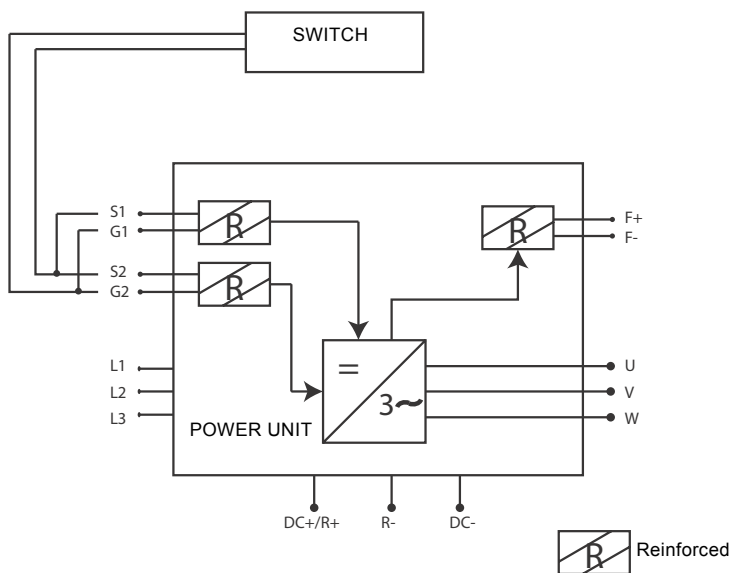 SWITCH
S1
G1
S2
G2
R
R
R
F+
F-
L1
L2
L3
=
3~
U
V
W
POWER UNIT
DC+/R+
R-
DC-
R
Reinforced